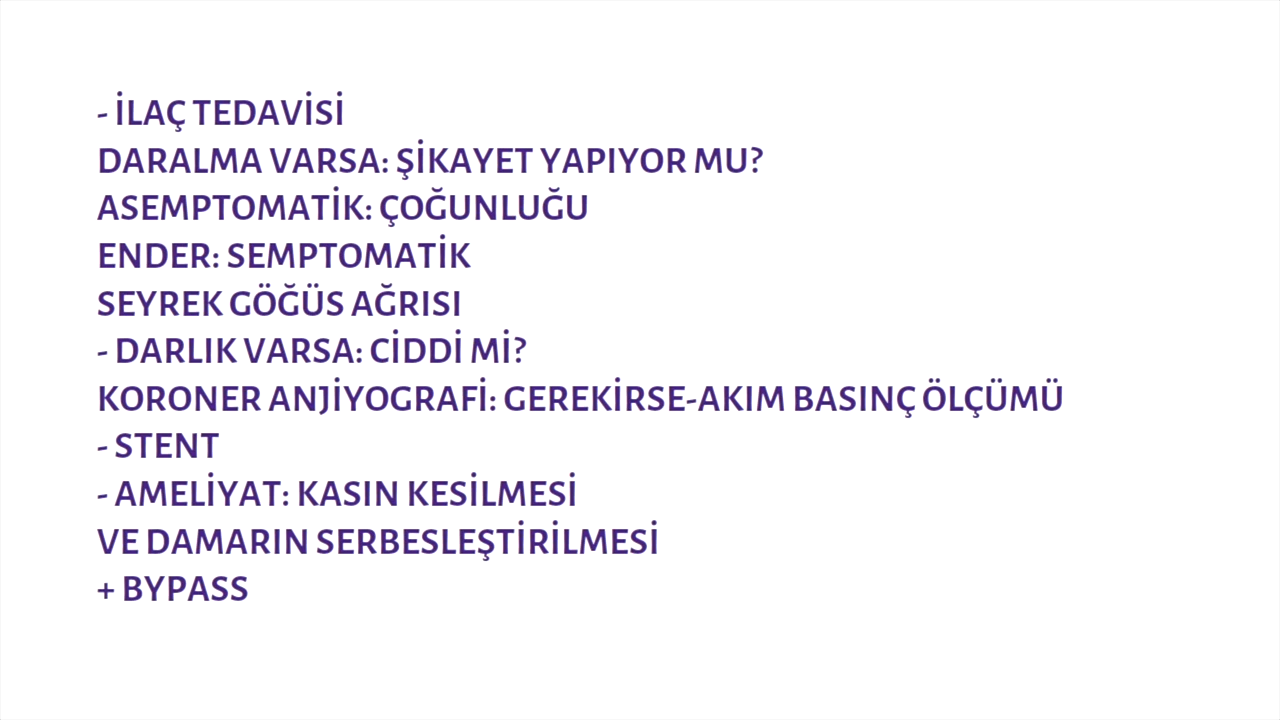 - İLAÇ TEDAVİSİ
DARALMA VARSA: ŞİKAYET YAPIYOR MU?
ASEMPTOMATİK: ÇOĞUNLUĞU
ENDER: SEMPTOMATİK
SEYREK GÖĞÜS AĞRISI
- DARLIK VARSA: CİDDİ Mİ?
KORONER ANJİYOGRAFİ: GEREKİRSE-AKIM BASINÇ ÖLÇÜMÜ
- STENT
- AMELİYAT: KASIN KESİLMESİ
VE DAMARIN SERBESLEŞTİRİLMESİ
+ BYPASS